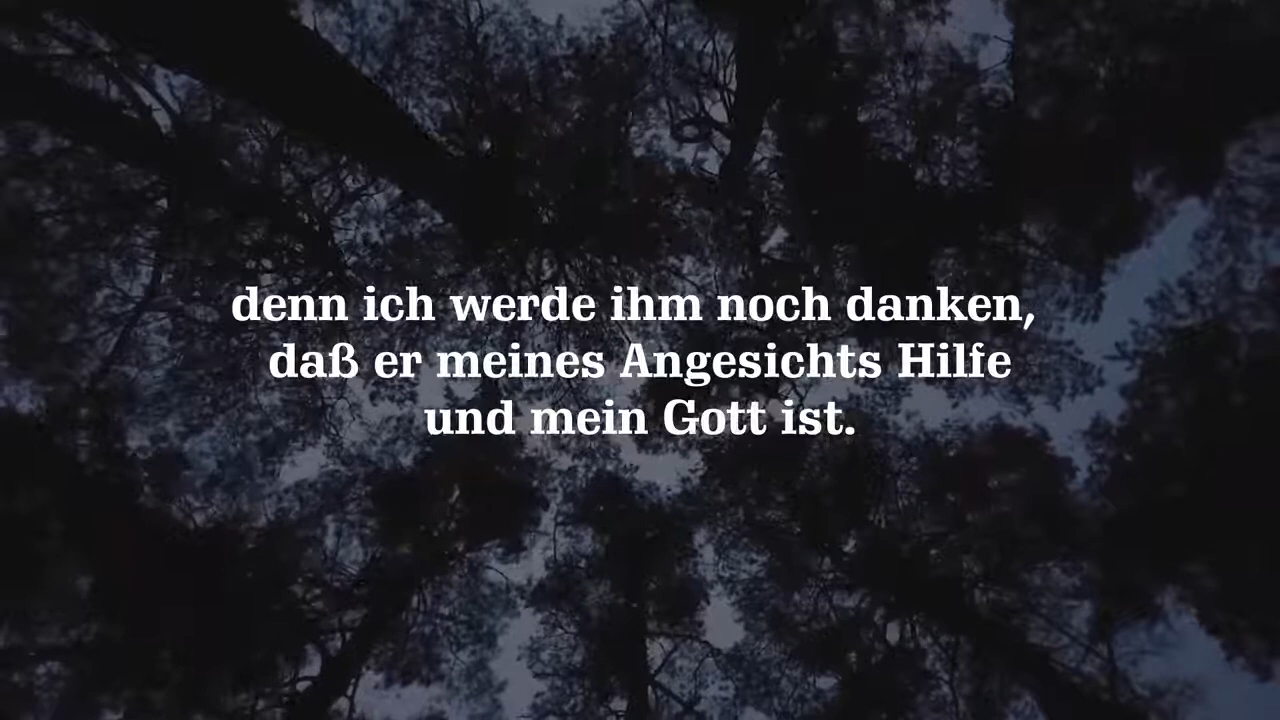 denn ich werde ihm noch danken,
daß er meines Angesichts Hilfe
und mein Gott ist.